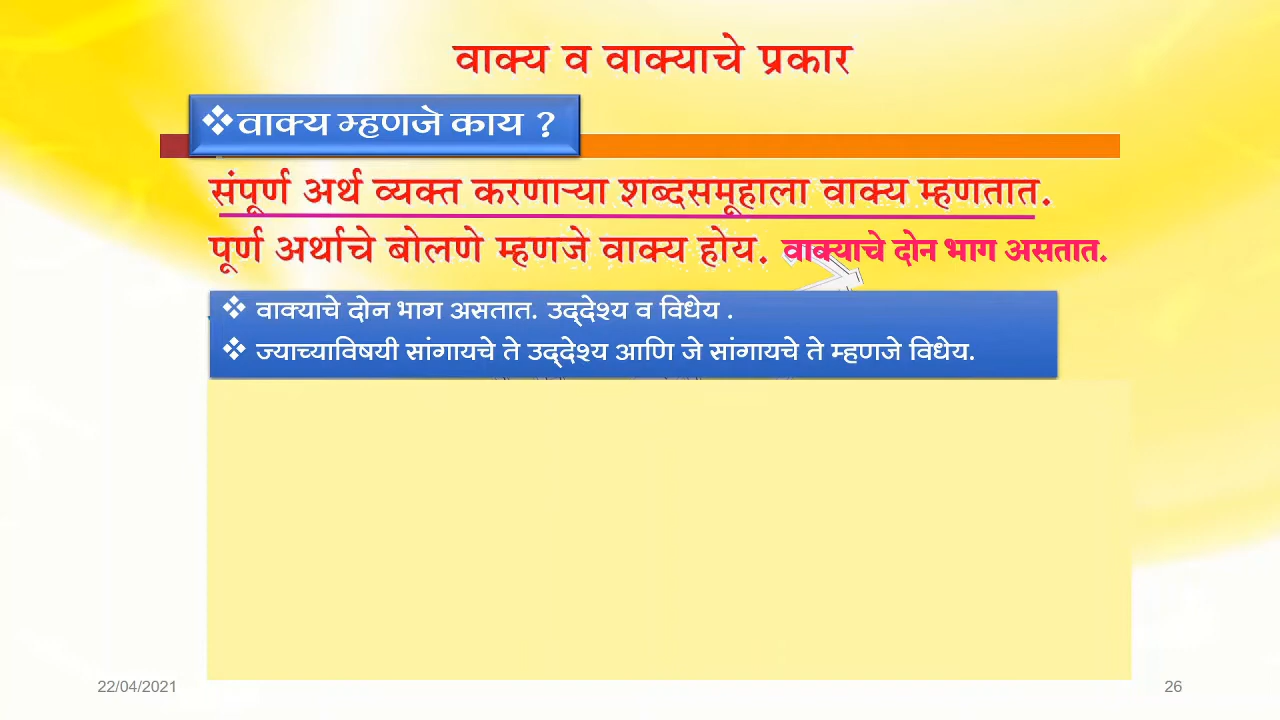 वाक्य व वाक्याचे प्रकार
❖वाक्य म्हणजे काय ?
संपूर्ण अर्थ व्यक्त करणाऱ्या शब्दसमूहाला वाक्य म्हणतात.
पूर्ण अर्थाचे बोलणे म्हणजे वाक्य होय. वाक्याचे दोन भाग असतात.
❖ वाक्याचे दोन भाग असतात. उद्‌देश्य व विधेय .
❖ ज्याच्याविषयी सांगायचे ते उद्‌देश्य आणि जे सांगायचे ते म्हणजे विधेय.
22/04/2021 26